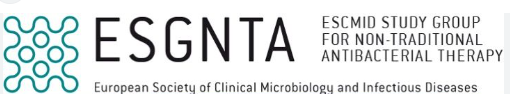 ESGNTA
ESCMID STUDY GROUP
FOR NON-TRADITIONAL
ANTIBACTERIAL THERAPY
European Society of Clinical Microbiology and Infectious Diseases